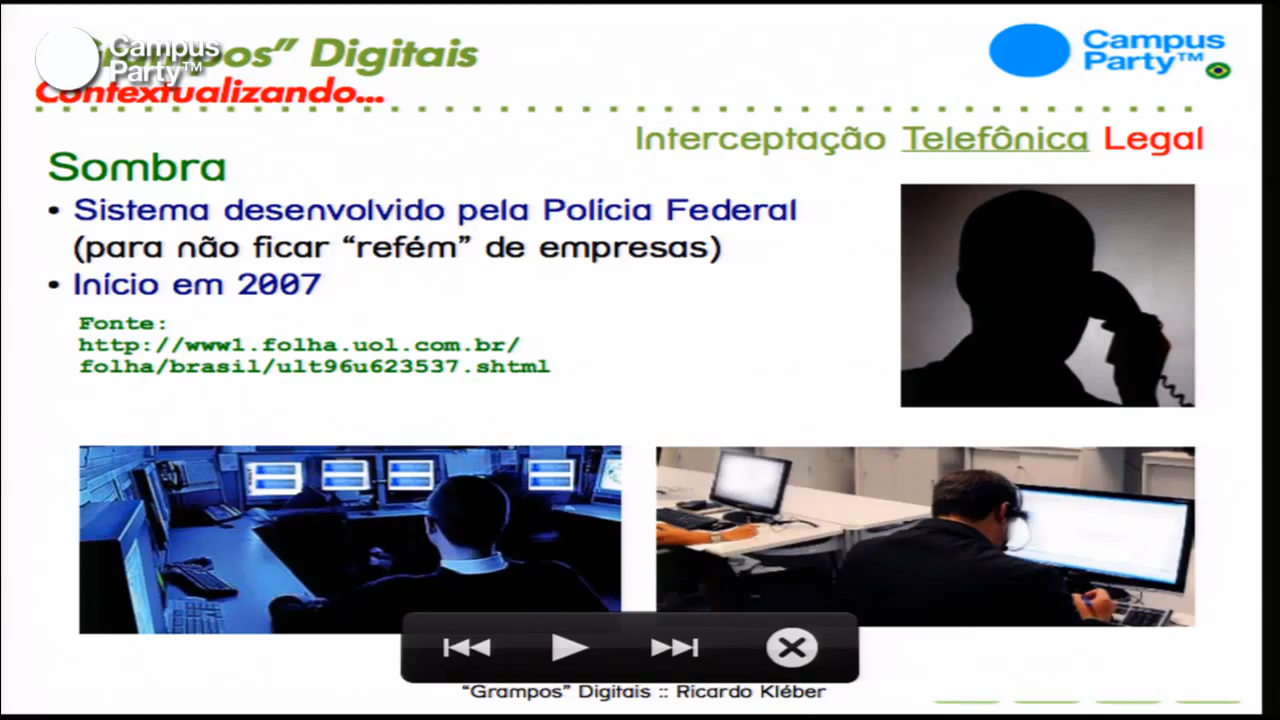 Campus
Party™
"Grampos" Digitais
Contextualizando...
Campus
Party™
Interceptação Telefônica Legal
Sombra
• Sistema desenvolvido pela Polícia Federal
(para não ficar “refém” de empresas)
• Início em 2007
Fonte:
http://www1.folha.uol.com.br/
folha/brasil/ult96u623537.shtml
“Grampos” Digitais :: Ricardo Kléber